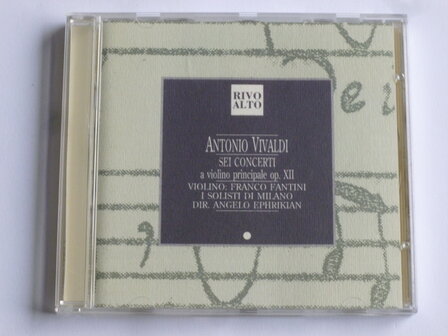 RIVO
ALTO
ANTONIO VIVALDI
SEI CONCERTI
a violino principale op. XII
VIOLINO: FRANCO FANTINI
I SOLISTI DI MILANO
DIR. ANGELO EPHRIKIAN